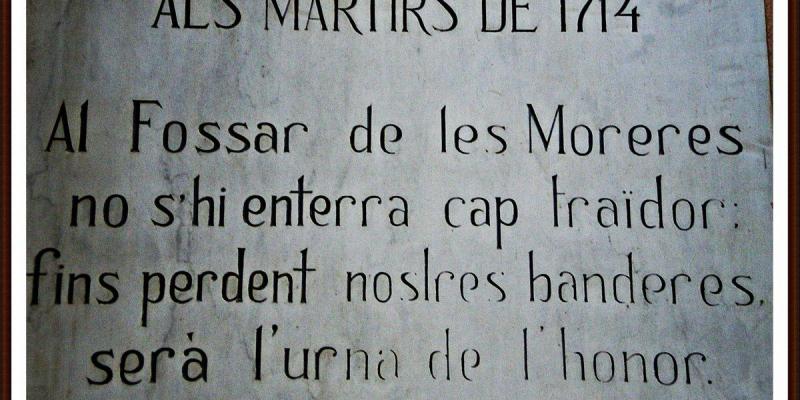 ALS MÀRTIRS DE 1714
Al Fossar de les Moreres
no s'hi enterra cap traïdor:
fins perdent nostres banderes,
serà l'urna de l'honor.